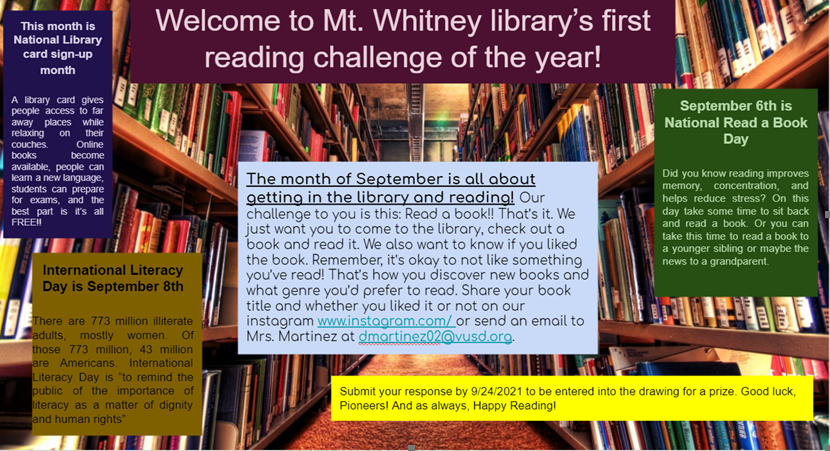 Welcome to Mt. Whitney library's first
reading challenge of the year!
This month is
National Library
card sign-up
month
A library card gives
people access to far
away places while
relaxing on their
couches. Online
books become
available, people can
learn a new language,
students can prepare
for exams, and the
best part is it's all
FREE!!
September 6th is
National Read a Book
Day
Did you know reading improves
memory, concentration, and
helps reduce stress? On this
day take some time to sit back
and read a book. Or you can
take this time to read a book to
a younger sibling or maybe the
news to a grandparent.
The month of September is all about
getting in the library and reading! Our
challenge to you is this: Read a book!! That's it. We
just want you to come to the library, check out a
book and read it. We also want to know if you liked
the book. Remember, it's okay to not like something
you've read! That's how you discover new books and
what genre you'd prefer to read. Share your book
title and whether you liked it or not on our
instagram www.instagram.com/ or send an email to
Mrs. Martinez at dmartinez02@vusd.org.
International Literacy
Day is September 8th
There are 773 million illiterate
adults, mostly women. Of
those 773 million, 43 million
are Americans. International
Literacy Day is "to remind the
public of the importance of
literacy as a matter of dignity
and human rights"
Submit your response by 9/24/2021 to be entered into the drawing for a prize. Good luck,
Pioneers! And as always, Happy Reading!